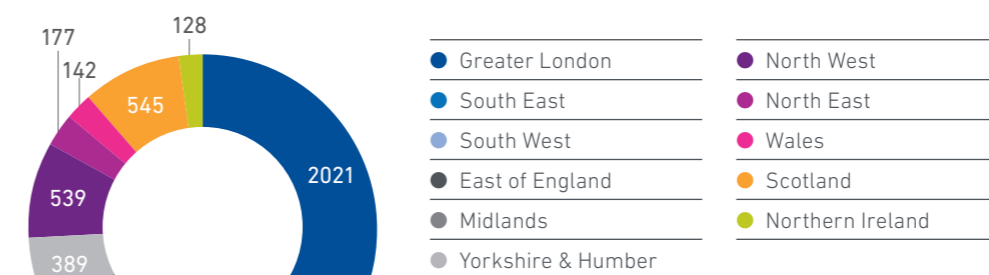 128
177
142
545
2021
539
389
Greater London
South East
South West
East of England
Midlands
Yorkshire & Humber
North West
North East
Wales
Scotland
Northern Ireland